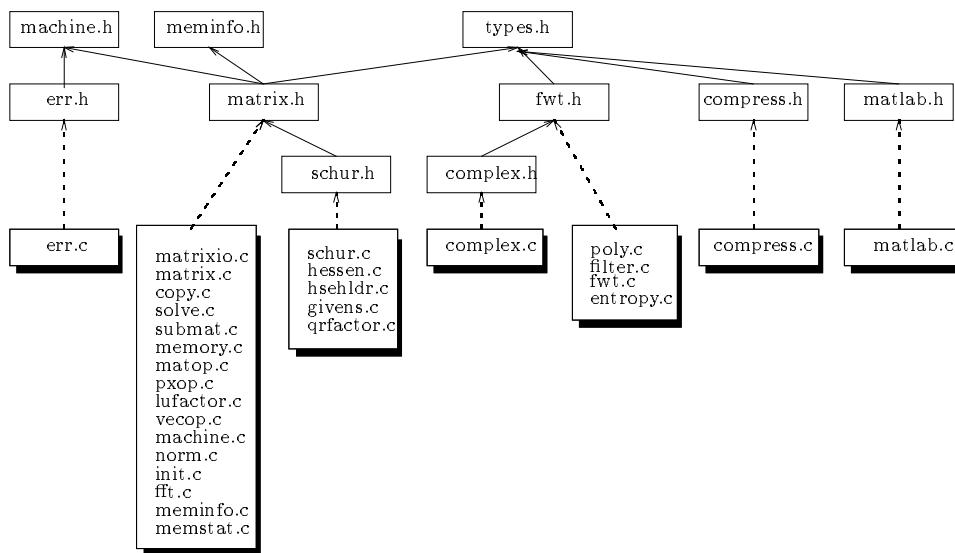 machine.h
meminfo.h
types.h
err.h
matrix.h
fwt.h
compress.h
matlab.h
schur.h
complex.h
err.c
matrixio.c
matrix.c
copy.c
solve.c
submat.c
memory.c
matop.c
pxop.c
lufactor.c
vecop.c
machine.c
norm.c
init.c
fft.c
meminfo.c
memstat.c
schur.c
hessen.c
hsehldr.c
givens.c
qrfactor.c
complex.c
poly.c
filter.c
fwt.c
entropy.c
compress.c
matlab.c